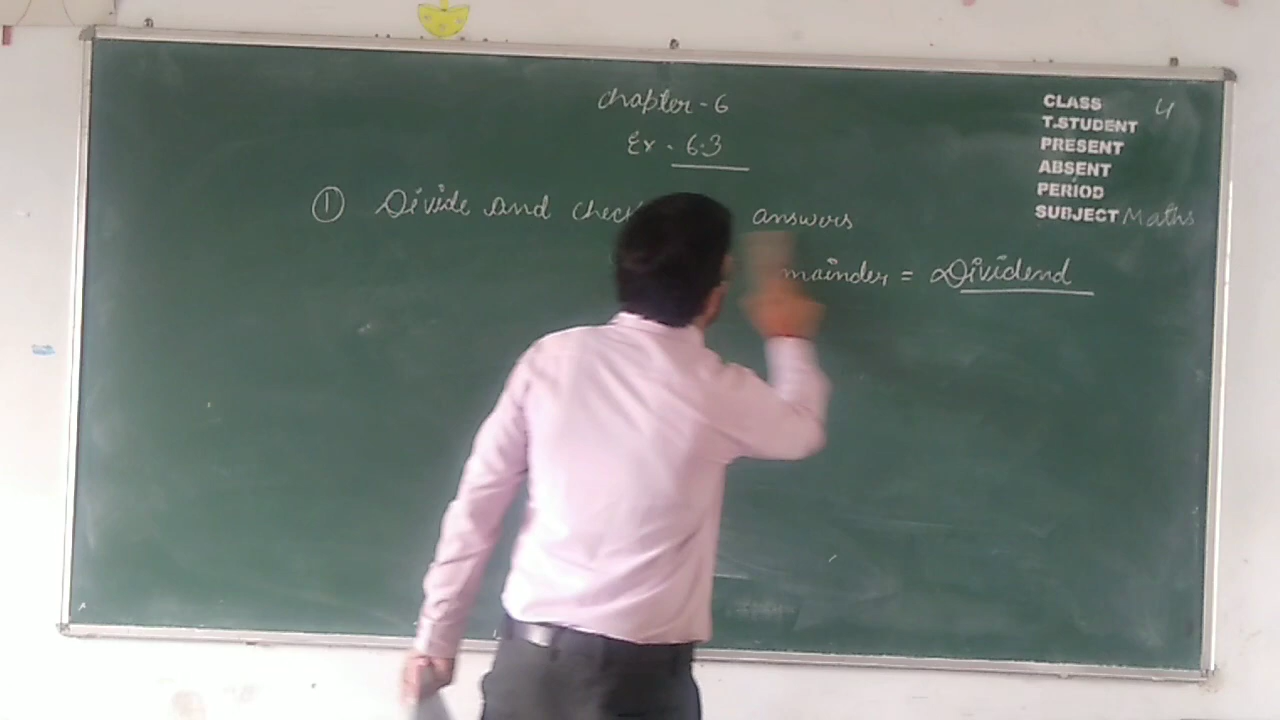 chapter - 6
Ex - 6.3
① Divide and check answers
mainder = Dividend
CLASS 4
T.STUDENT
PRESENT
ABSENT
PERIOD
SUBJECT Maths